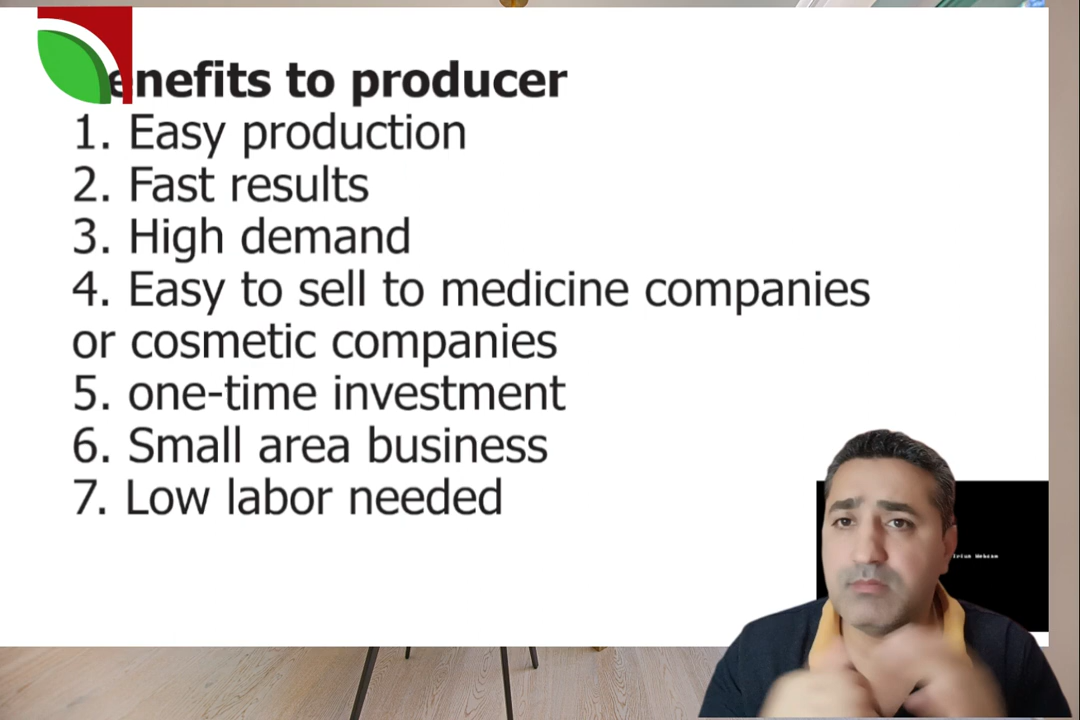 enefits to producer
1. Easy production
2. Fast results
3. High demand
4. Easy to sell to medicine companies
or cosmetic companies
5. one-time investment
6. Small area business
7. Low labor needed
Webcam